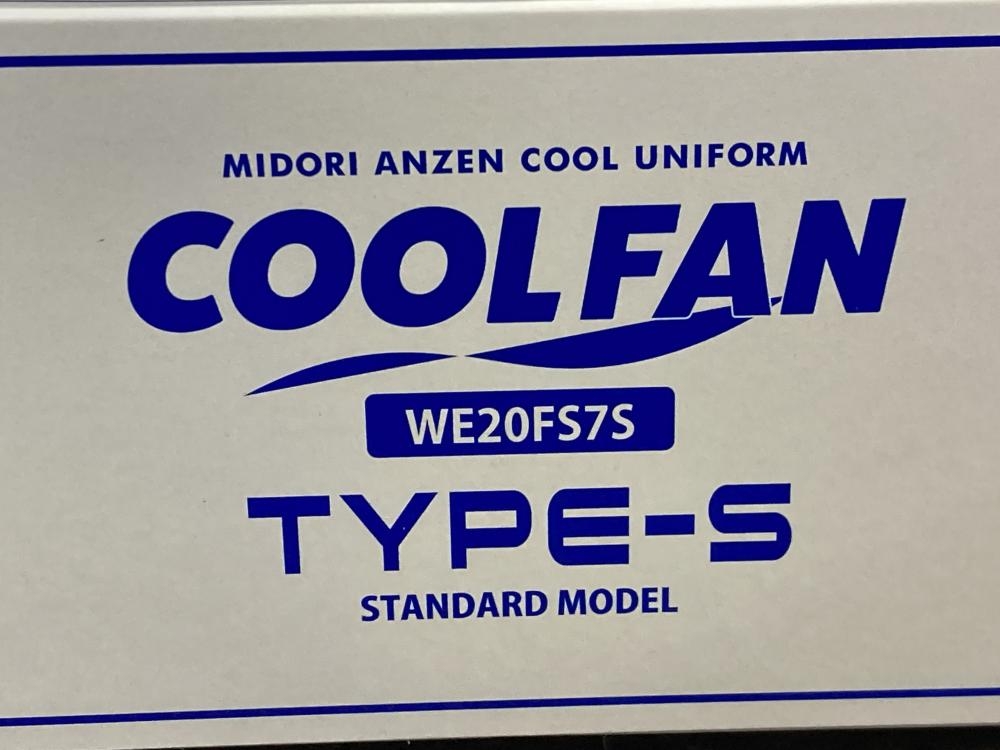 MIDORI ANZEN COOL UNIFORM
COOLFAN
WE20FS7S
TYPE-S
STANDARD MODEL